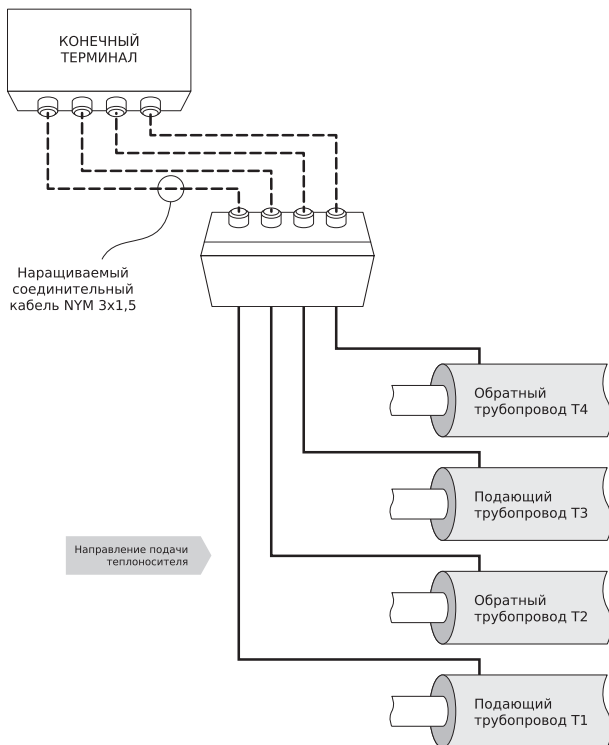 КОНЕЧНЫЙ
ТЕРМИНАЛ
Наращиваемый
соединительный
кабель NYM 3х1,5
Обратный
трубопровод Т4
Подающий
трубопровод Т3
Направление подачи
теплоносителя
Обратный
трубопровод Т2
Подающий
трубопровод Т1